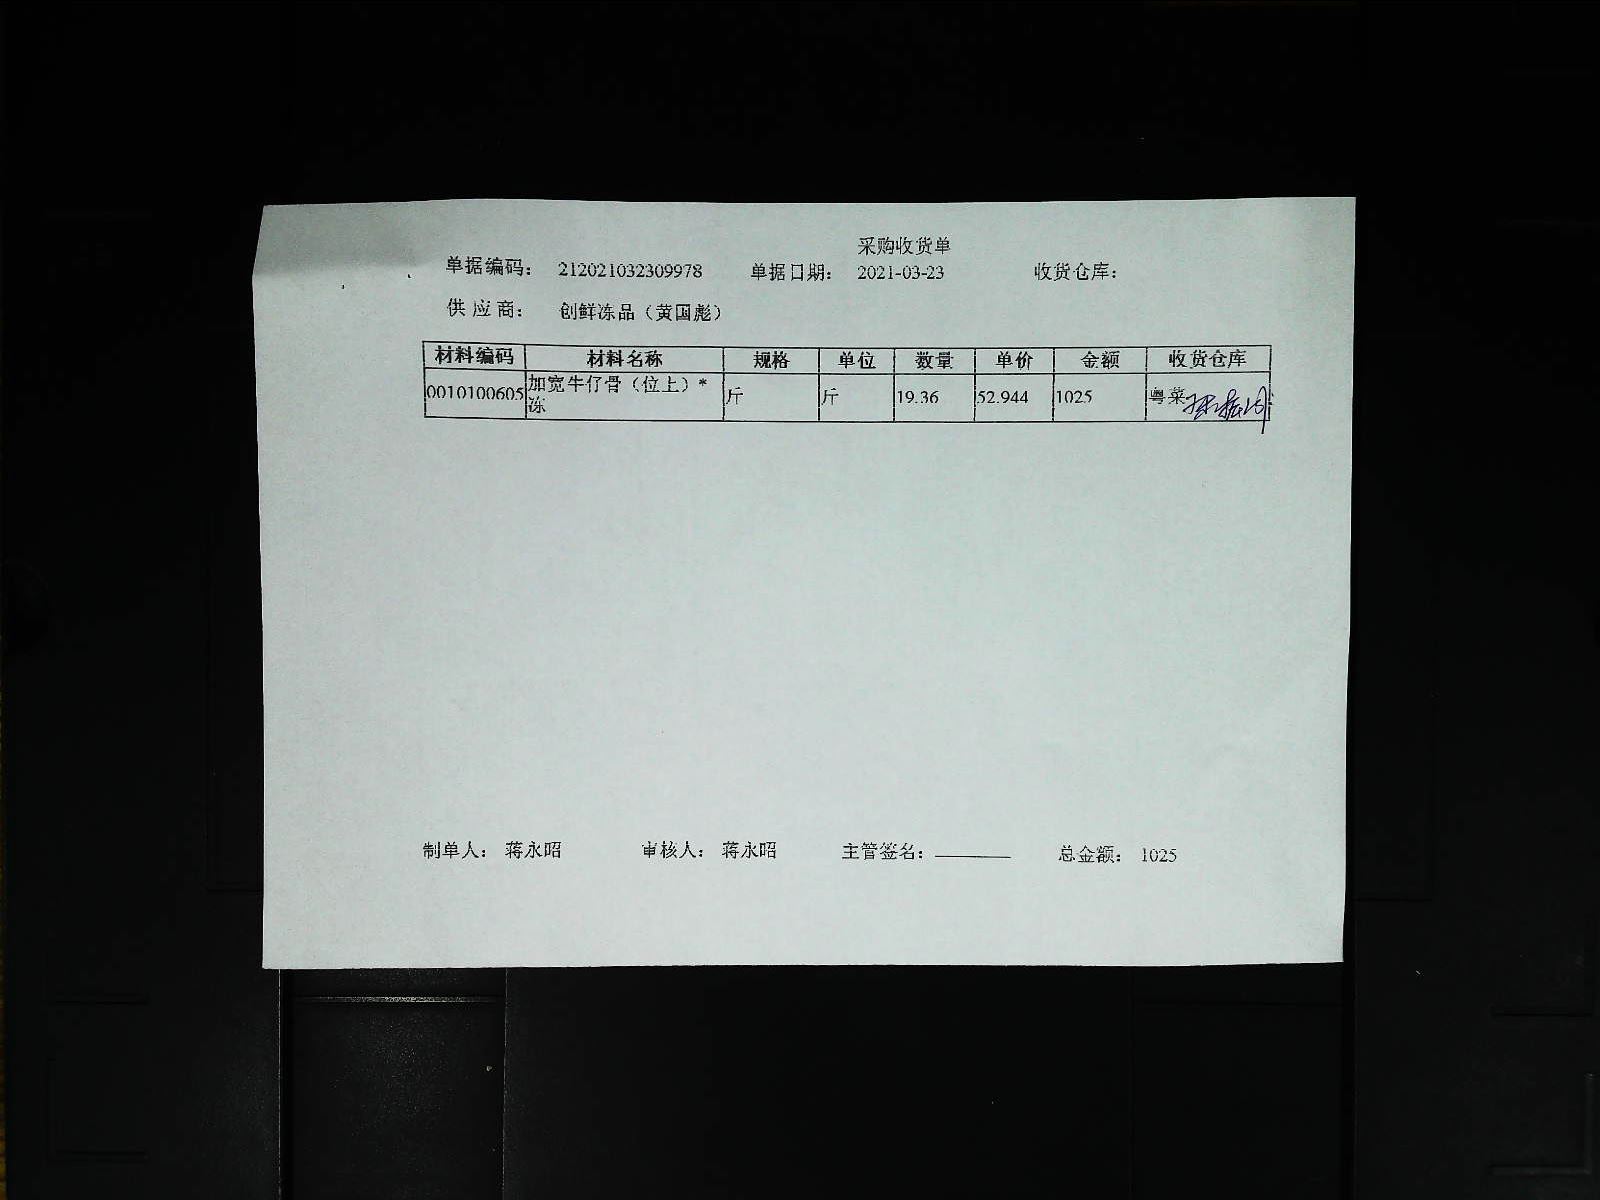 采购收货单
单据编码： 212021032309978 单据日期： 2021-03-23 收货仓库：
供应商： 创鲜冻品（黄国彪）
材料编码 材料名称 规格 单位 数量 单价 金额 收货仓库
0010100605 加宽牛仔骨（位上）* 斤 斤 19.36 52.944 1025 粤菜
冻
制单人： 蒋永昭 审核人： 蒋永昭 主管签名： 总金额： 1025